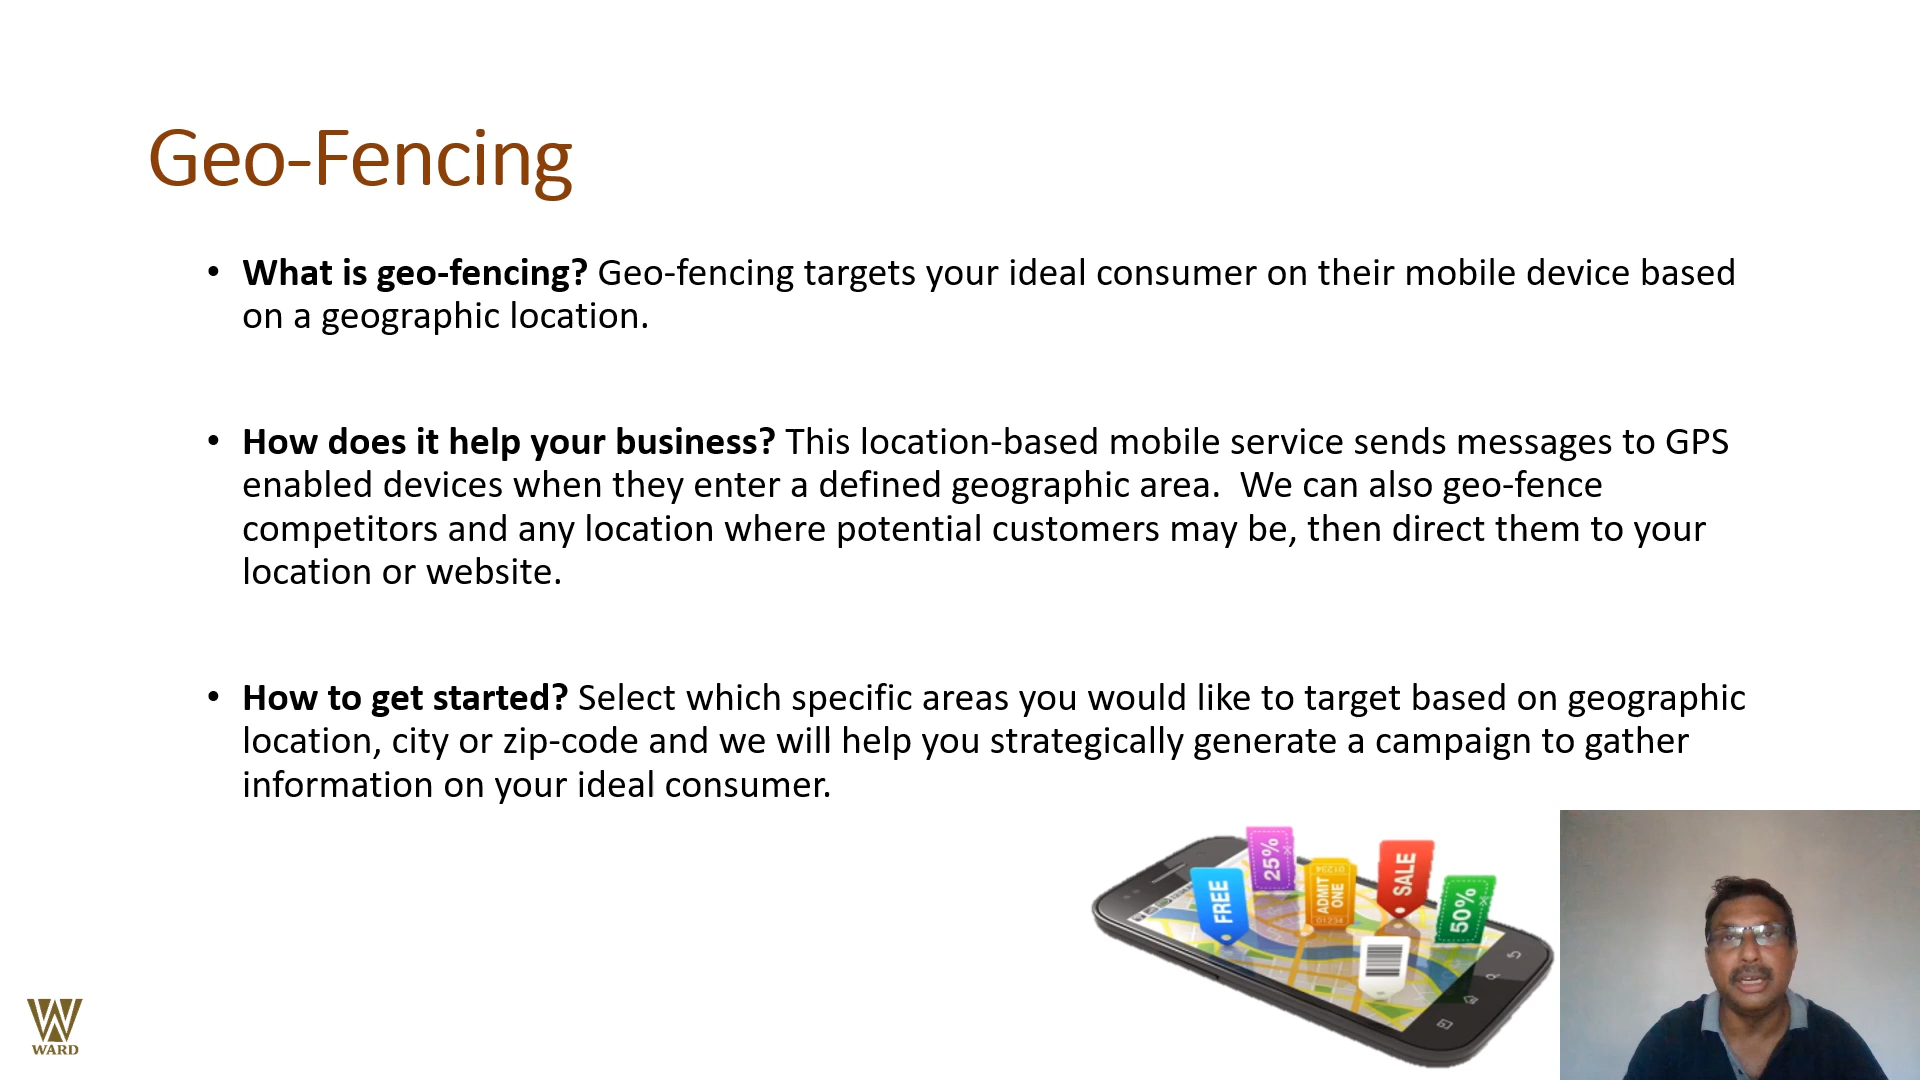 Geo-Fencing
• What is geo-fencing? Geo-fencing targets your ideal consumer on their mobile device based
on a geographic location.
• How does it help your business? This location-based mobile service sends messages to GPS
enabled devices when they enter a defined geographic area.  We can also geo-fence
competitors and any location where potential customers may be, then direct them to your
location or website.
• How to get started? Select which specific areas you would like to target based on geographic
location, city or zip-code and we will help you strategically generate a campaign to gather
information on your ideal consumer.
FREE
25%
01234
ADMIT
ONE
01234
SALE
50%
WARD